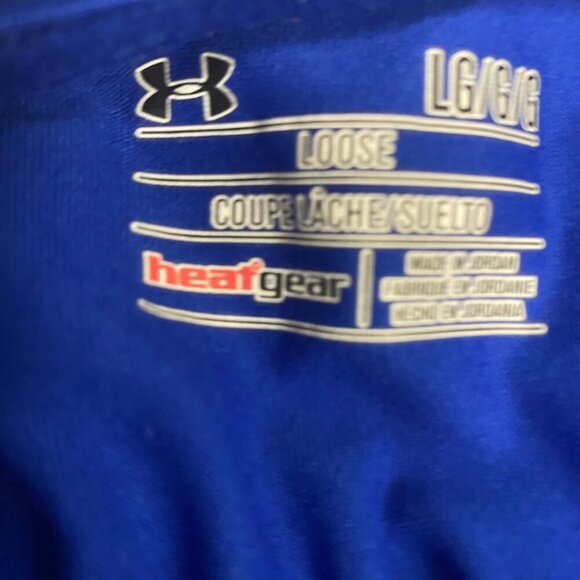 LG/G/G
LOOSE
COUPE LÂCHE/SUELTO
heatgear
MADE IN JORDAN
FABRIQUÉ EN JORDANIE
HECHO EN JORDANIA